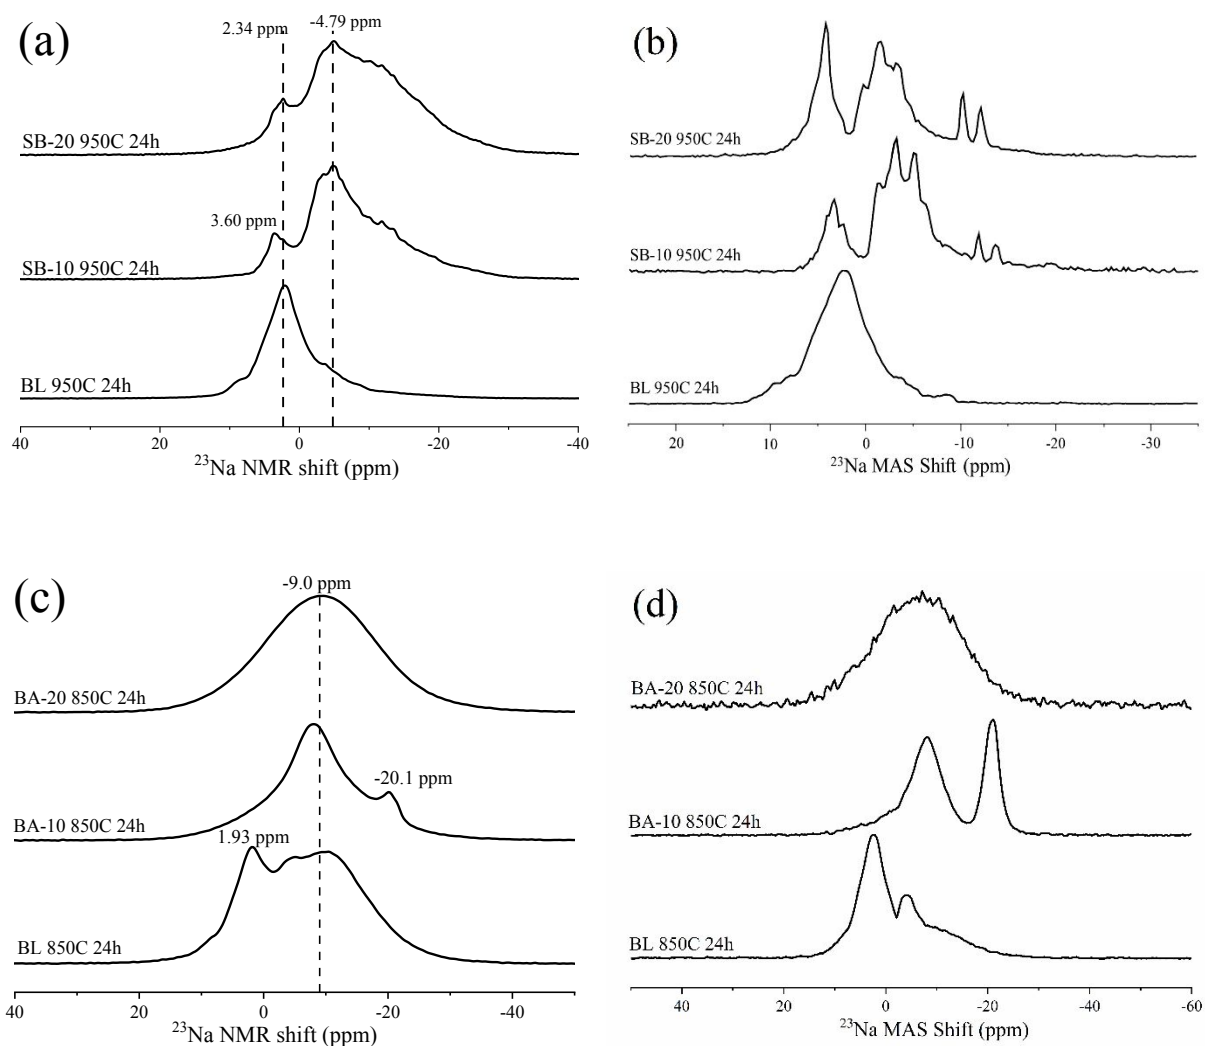 (a)
2.34 ppm
-4.79 ppm
SB-20 950C 24h
3.60 ppm
SB-10 950C 24h
BL 950C 24h
40 20 0 -20 -40
²³Na NMR shift (ppm)
(b)
SB-20 950C 24h
SB-10 950C 24h
BL 950C 24h
20 10 0 -10 -20 -30
²³Na MAS Shift (ppm)
(c)
-9.0 ppm
BA-20 850C 24h
-20.1 ppm
BA-10 850C 24h
1.93 ppm
BL 850C 24h
40 20 0 -20 -40
²³Na NMR shift (ppm)
(d)
BA-20 850C 24h
BA-10 850C 24h
BL 850C 24h
40 20 0 -20 -40 -60
²³Na MAS Shift (ppm)